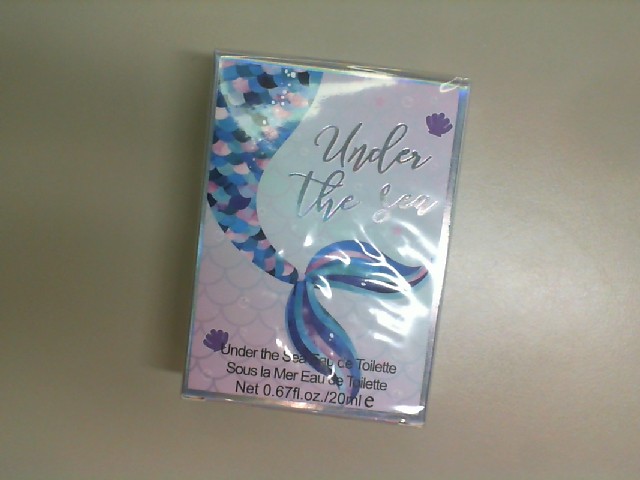 Under
the Sea
Under the Sea Eau de Toilette
Sous la Mer Eau de Toilette
Net 0.67fl.oz./20ml e